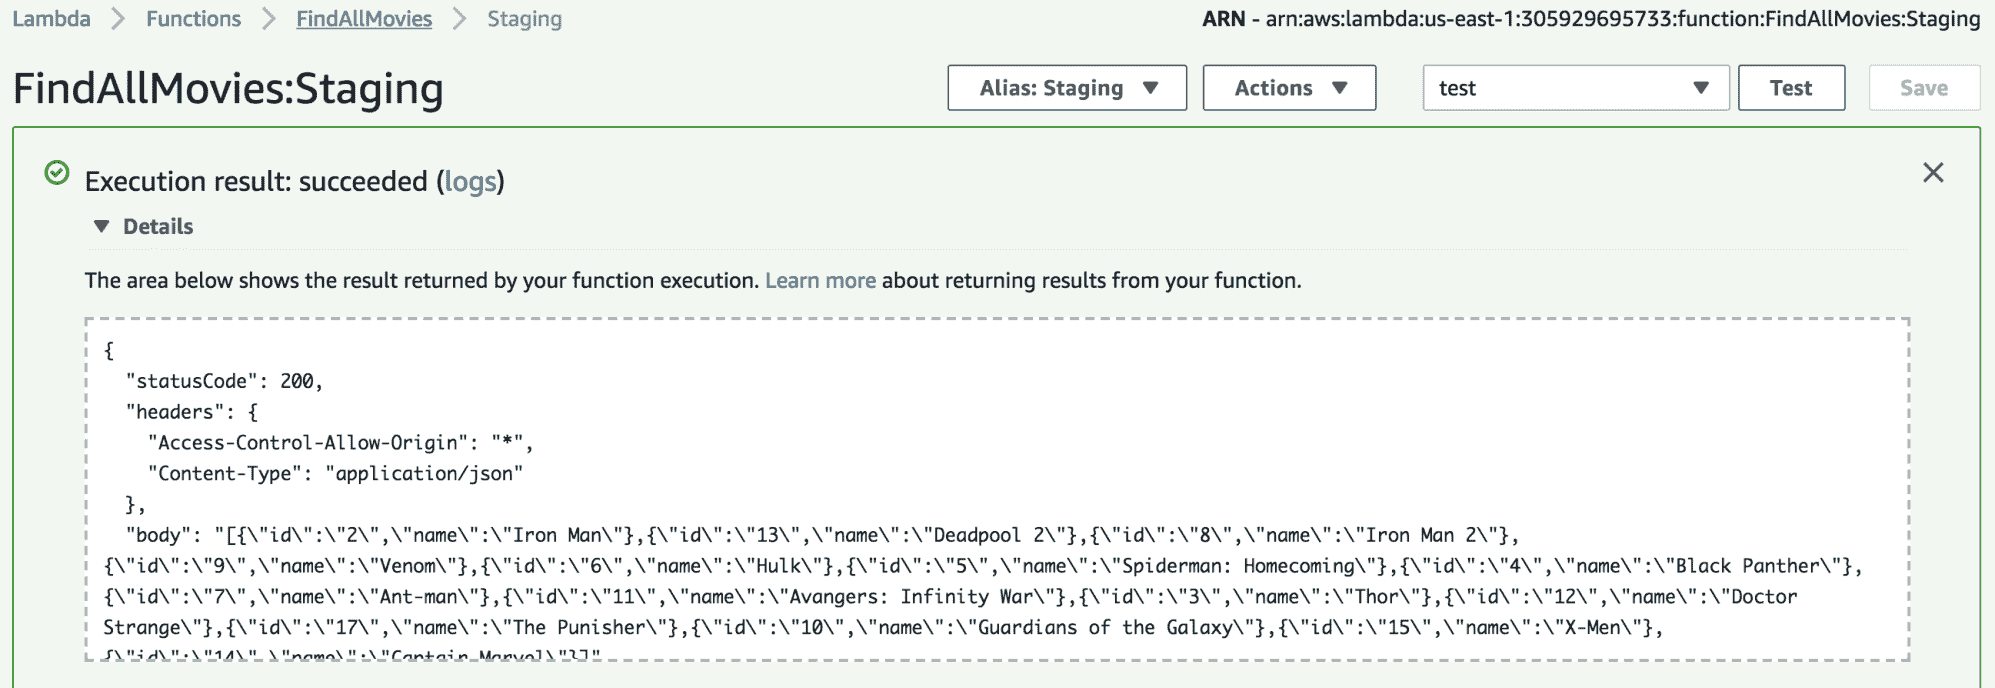 Lambda > Functions > FindAllMovies > Staging
ARN - arn:aws:lambda:us-east-1:305929695733:function:FindAllMovies:Staging
FindAllMovies:Staging
Alias: Staging
Actions
test
Test
Save
Execution result: succeeded (logs)
Details
The area below shows the result returned by your function execution. Learn more about returning results from your function.
{
  "statusCode": 200,
  "headers": {
    "Access-Control-Allow-Origin": "*",
    "Content-Type": "application/json"
  },
  "body": "[{\"id\":\"2\",\"name\":\"Iron Man\"},{\"id\":\"13\",\"name\":\"Deadpool 2\"},{\"id\":\"8\",\"name\":\"Iron Man 2\"},
{\"id\":\"9\",\"name\":\"Venom\"},{\"id\":\"6\",\"name\":\"Hulk\"},{\"id\":\"5\",\"name\":\"Spiderman: Homecoming\"},{\"id\":\"4\",\"name\":\"Black Panther\"},
{\"id\":\"7\",\"name\":\"Ant-man\"},{\"id\":\"11\",\"name\":\"Avangers: Infinity War\"},{\"id\":\"3\",\"name\":\"Thor\"},{\"id\":\"12\",\"name\":\"Doctor
Strange\"},{\"id\":\"17\",\"name\":\"The Punisher\"},{\"id\":\"10\",\"name\":\"Guardians of the Galaxy\"},{\"id\":\"15\",\"name\":\"X-Men\"},
{\"id\":\"14\",\"name\":\"Captain Marvel\"}]"